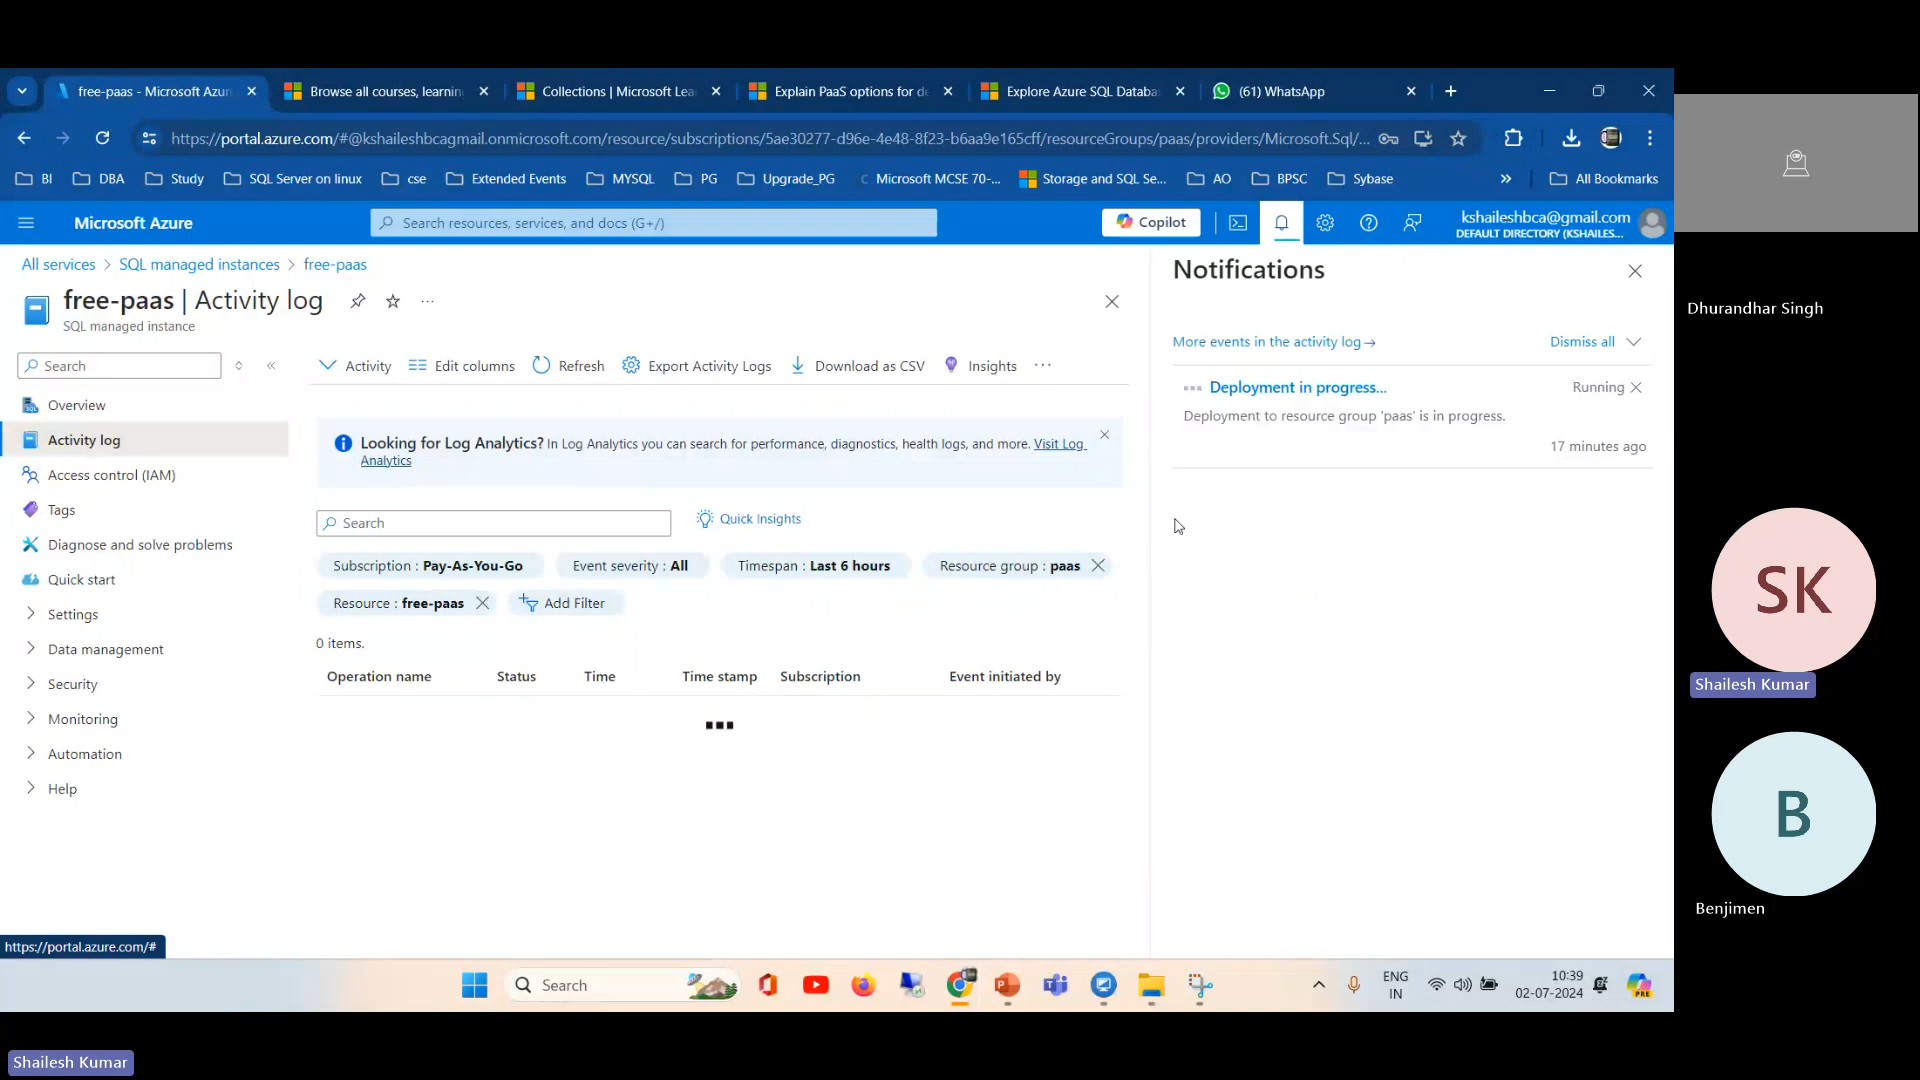 free-paas - Microsoft Azur
Browse all courses, learnin
Collections | Microsoft Lea
Explain PaaS options for de
Explore Azure SQL Databa
(61) WhatsApp
https://portal.azure.com/#@kshaileshbcagmail.onmicrosoft.com/resource/subscriptions/5ae30277-d96e-4e48-8f23-b6aa9e165cff/resourceGroups/paas/providers/Microsoft.Sql/...
BI
DBA
Study
SQL Server on linux
cse
Extended Events
MYSQL
PG
Upgrade_PG
Microsoft MCSE 70-...
Storage and SQL Se...
AO
BPSC
Sybase
All Bookmarks
Microsoft Azure
Search resources, services, and docs (G+/)
Copilot
kshaileshbca@gmail.com
DEFAULT DIRECTORY (KSHAILES...
All services > SQL managed instances > free-paas
free-paas | Activity log
SQL managed instance
Search
Overview
Activity log
Access control (IAM)
Tags
Diagnose and solve problems
Quick start
Settings
Data management
Security
Monitoring
Automation
Help
Activity
Edit columns
Refresh
Export Activity Logs
Download as CSV
Insights
Looking for Log Analytics? In Log Analytics you can search for performance, diagnostics, health logs, and more. Visit Log
Analytics
Search
Quick Insights
Subscription : Pay-As-You-Go
Event severity : All
Timespan : Last 6 hours
Resource group : paas
Resource : free-paas
Add Filter
0 items.
Operation name
Status
Time
Time stamp
Subscription
Event initiated by
Notifications
More events in the activity log →
Dismiss all
Deployment in progress...
Running
Deployment to resource group 'paas' is in progress.
17 minutes ago
https://portal.azure.com/#
Search
ENG
IN
10:39
02-07-2024
PRE
Dhurandhar Singh
SK
Shailesh Kumar
B
Benjimen
Shailesh Kumar